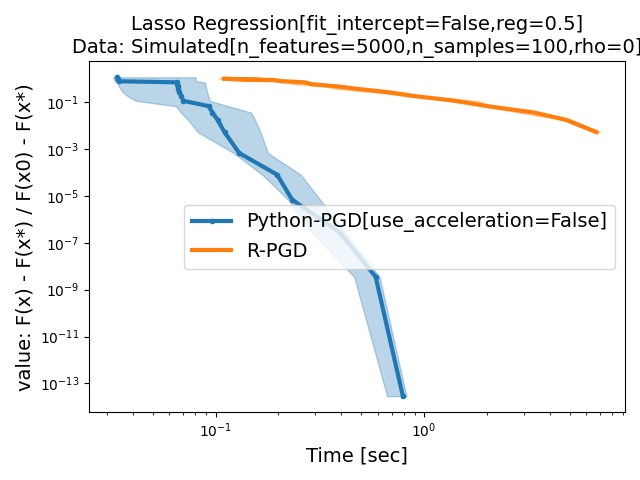 Lasso Regression[fit_intercept=False,reg=0.5]
Data: Simulated[n_features=5000,n_samples=100,rho=0]
value: F(x) - F(x*) / F(x0) - F(x*)
10⁻¹
10⁻³
10⁻⁵
10⁻⁷
10⁻⁹
10⁻¹¹
10⁻¹³
Python-PGD[use_acceleration=False]
R-PGD
10⁻¹ 10⁰
Time [sec]